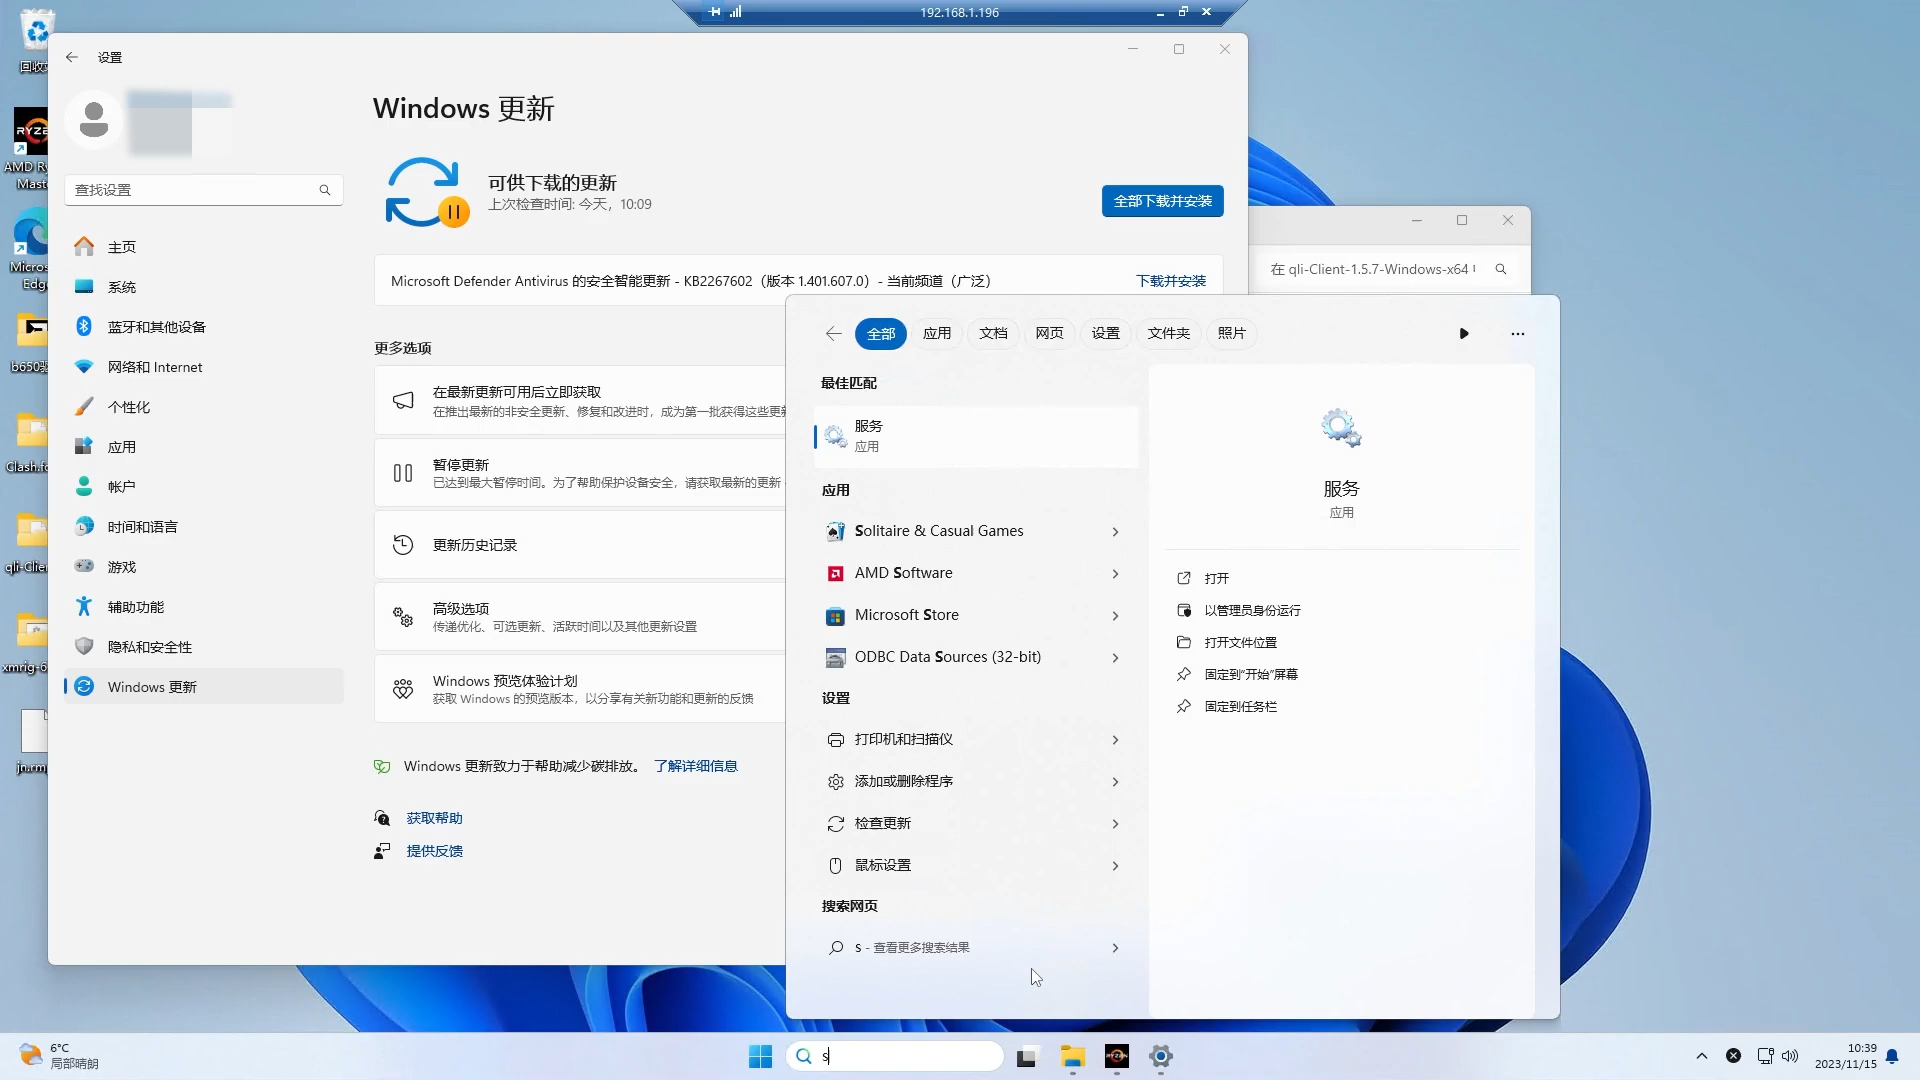 192.168.1.196
回收
AMD Ry
Mast
Micros
Edg
b650
Clash.fo
qli-Clien
xmrig-6
设置
查找设置
主页
系统
蓝牙和其他设备
网络和 Internet
个性化
应用
帐户
时间和语言
游戏
辅助功能
隐私和安全性
Windows 更新
Windows 更新
可供下载的更新
上次检查时间: 今天，10:09
全部下载并安装
Microsoft Defender Antivirus 的安全智能更新 - KB2267602（版本 1.401.607.0）- 当前频道（广泛）
下载并安装
更多选项
在最新更新可用后立即获取
在推出最新的非安全更新、修复和改进时，成为第一批获得这些更新
暂停更新
已达到最大暂停时间。为了帮助保护设备安全，请获取最新的更新
更新历史记录
高级选项
传递优化、可选更新、活跃时间以及其他更新设置
Windows 预览体验计划
获取 Windows 的预览版本，以分享有关新功能和更新的反馈
Windows 更新致力于帮助减少碳排放。 了解详细信息
获取帮助
提供反馈
在 qli-Client-1.5.7-Windows-x64
全部 应用 文档 网页 设置 文件夹 照片
最佳匹配
服务
应用
应用
Solitaire & Casual Games
AMD Software
Microsoft Store
ODBC Data Sources (32-bit)
设置
打印机和扫描仪
添加或删除程序
检查更新
鼠标设置
搜索网页
s - 查看更多搜索结果
服务
应用
打开
以管理员身份运行
打开文件位置
固定到"开始"屏幕
固定到任务栏
6°C
局部晴朗
s
RYZEN
10:39
2023/11/15